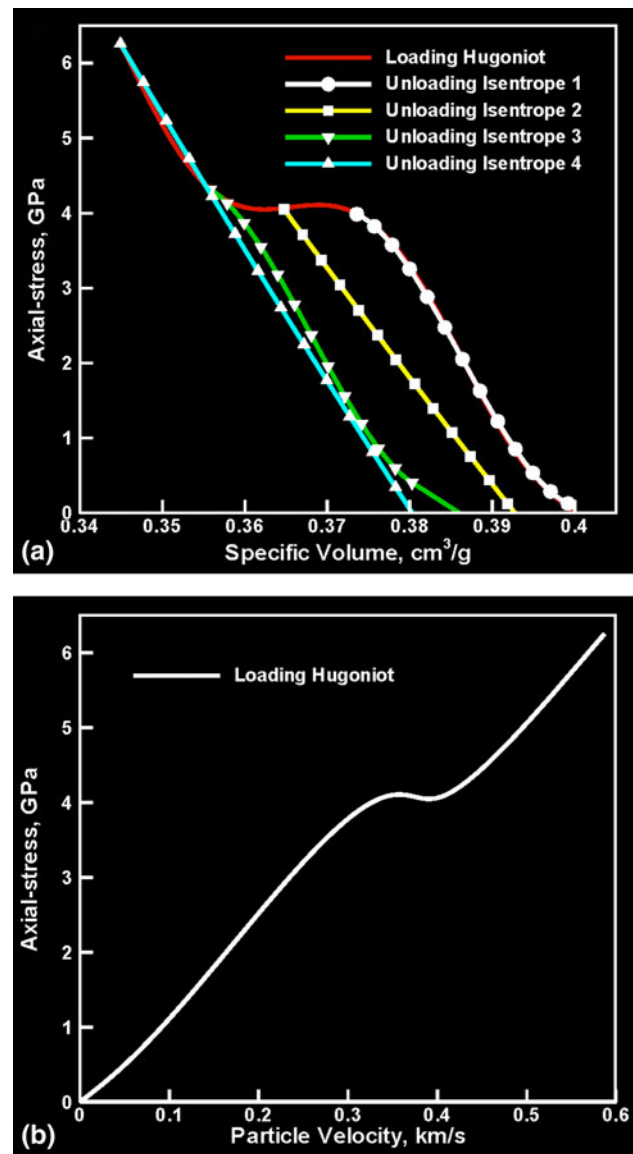 6
5
4
3
2
1
0
Axial-stress, GPa
Loading Hugoniot
Unloading Isentrope 1
Unloading Isentrope 2
Unloading Isentrope 3
Unloading Isentrope 4
0.34 0.35 0.36 0.37 0.38 0.39 0.4
(a) Specific Volume, cm³/g
6
5
4
3
2
1
0
Axial-stress, GPa
Loading Hugoniot
0 0.1 0.2 0.3 0.4 0.5 0.6
(b) Particle Velocity, km/s